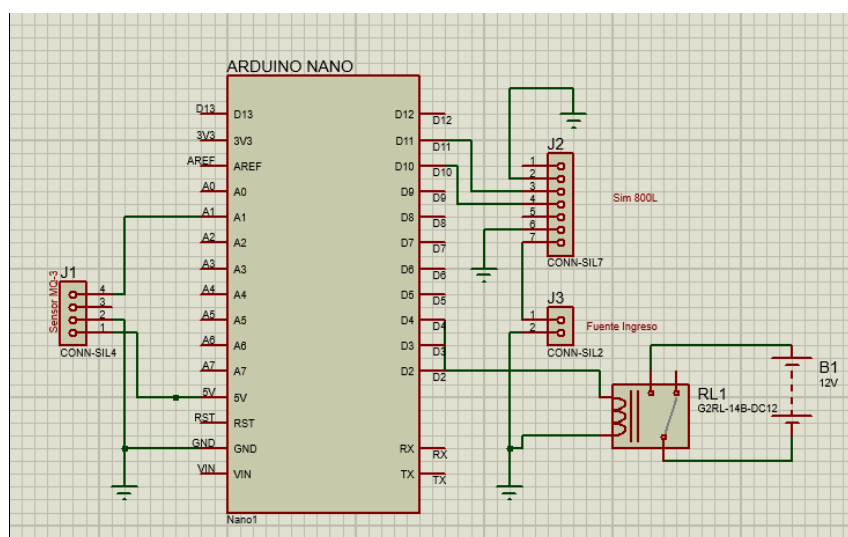 ARDUINO NANO
D13
D13
D12
D12
3V3
3V3
D11
D11
AREF
AREF
D10
D10
A0
A0
D9
D9
A1
A1
D8
D8
A2
A2
D7
D7
A3
A3
D6
D6
A4
A4
D5
D5
A5
A5
D4
D4
A6
A6
D3
D3
A7
A7
D2
D2
5V
5V
RST
RST
GND
GND
RX
RX
VIN
VIN
TX
TX
Nano1
J1
Sensor MQ-3
4
3
2
1
CONN-SIL4
J2
1
2
3
4
5
6
7
Sim 800L
CONN-SIL7
J3
1
2
Fuente Ingreso
CONN-SIL2
RL1
G2RL-14B-DC12
B1
12V